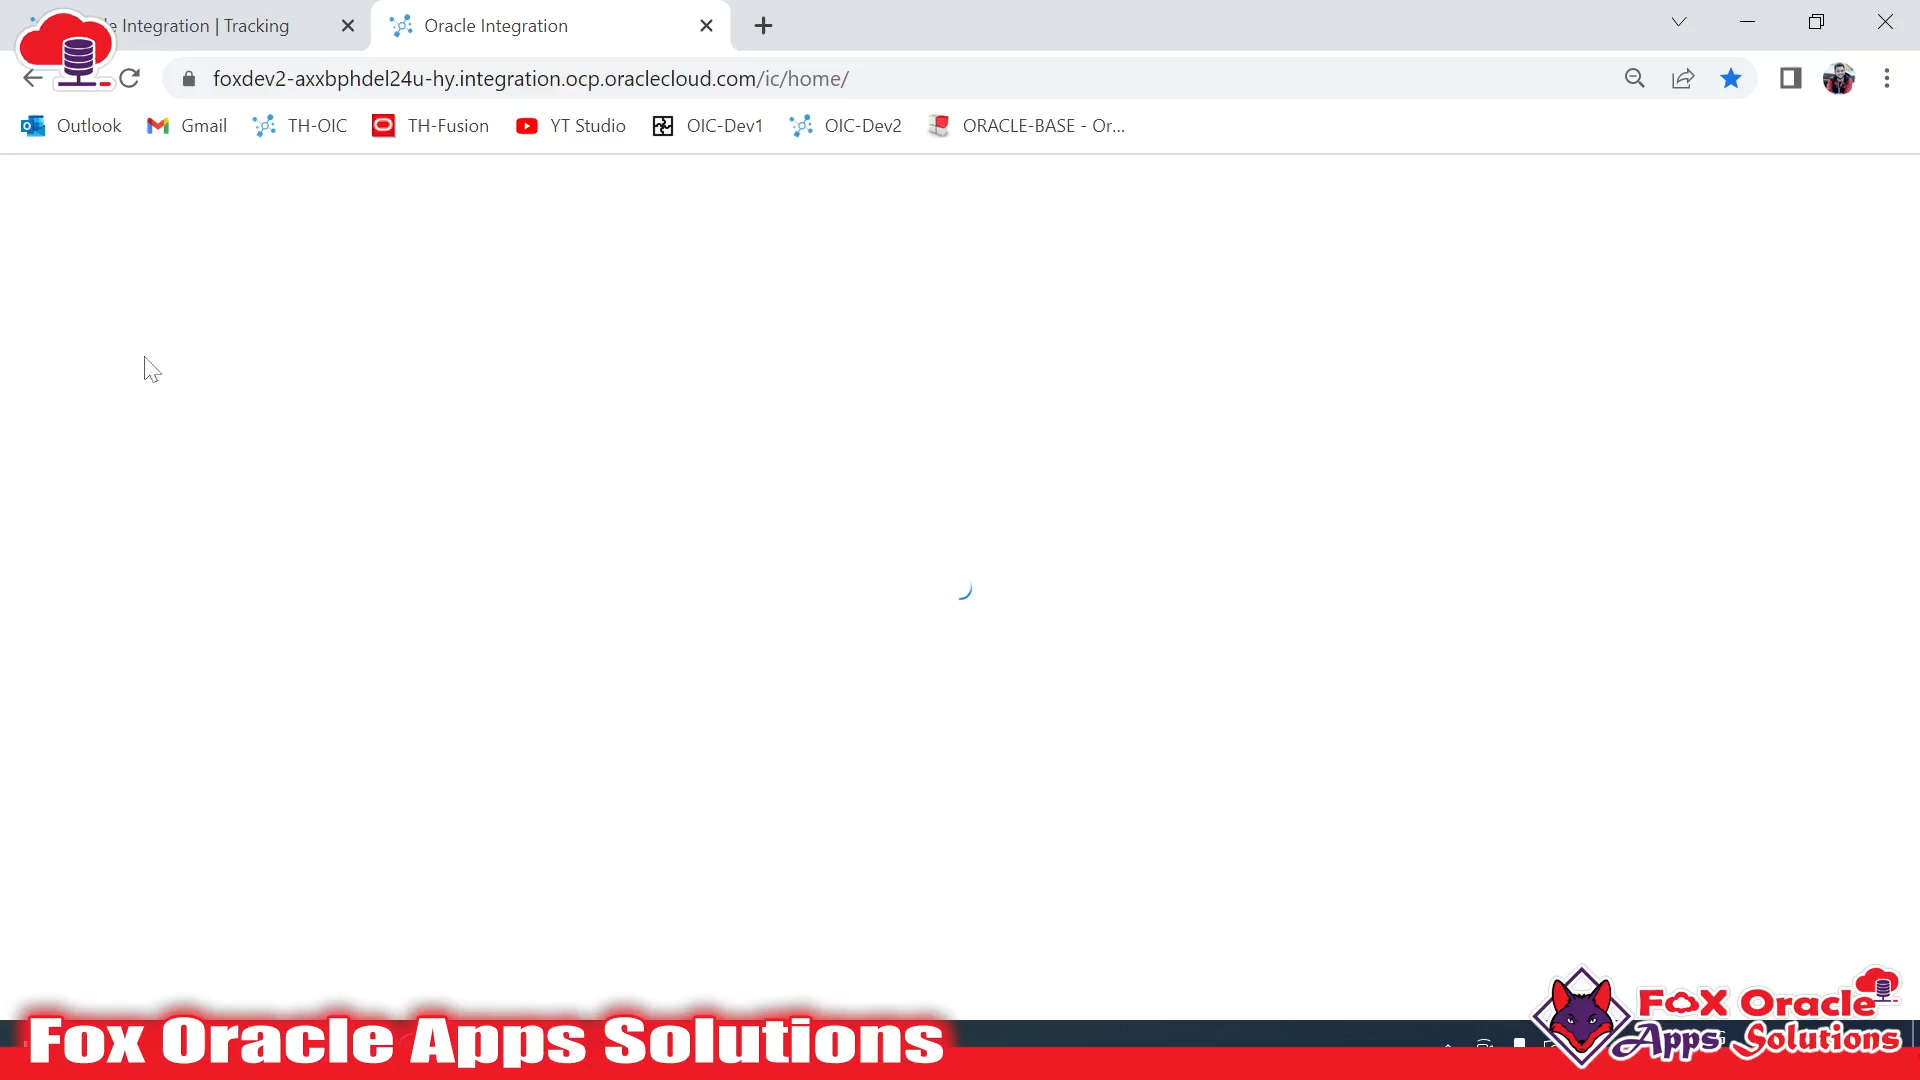 le Integration | Tracking
Oracle Integration
foxdev2-axxbphdel24u-hy.integration.ocp.oraclecloud.com/ic/home/
Outlook
Gmail
TH-OIC
TH-Fusion
YT Studio
OIC-Dev1
OIC-Dev2
ORACLE-BASE - Or...
Fox Oracle Apps Solutions
FoX Oracle
Apps Solutions